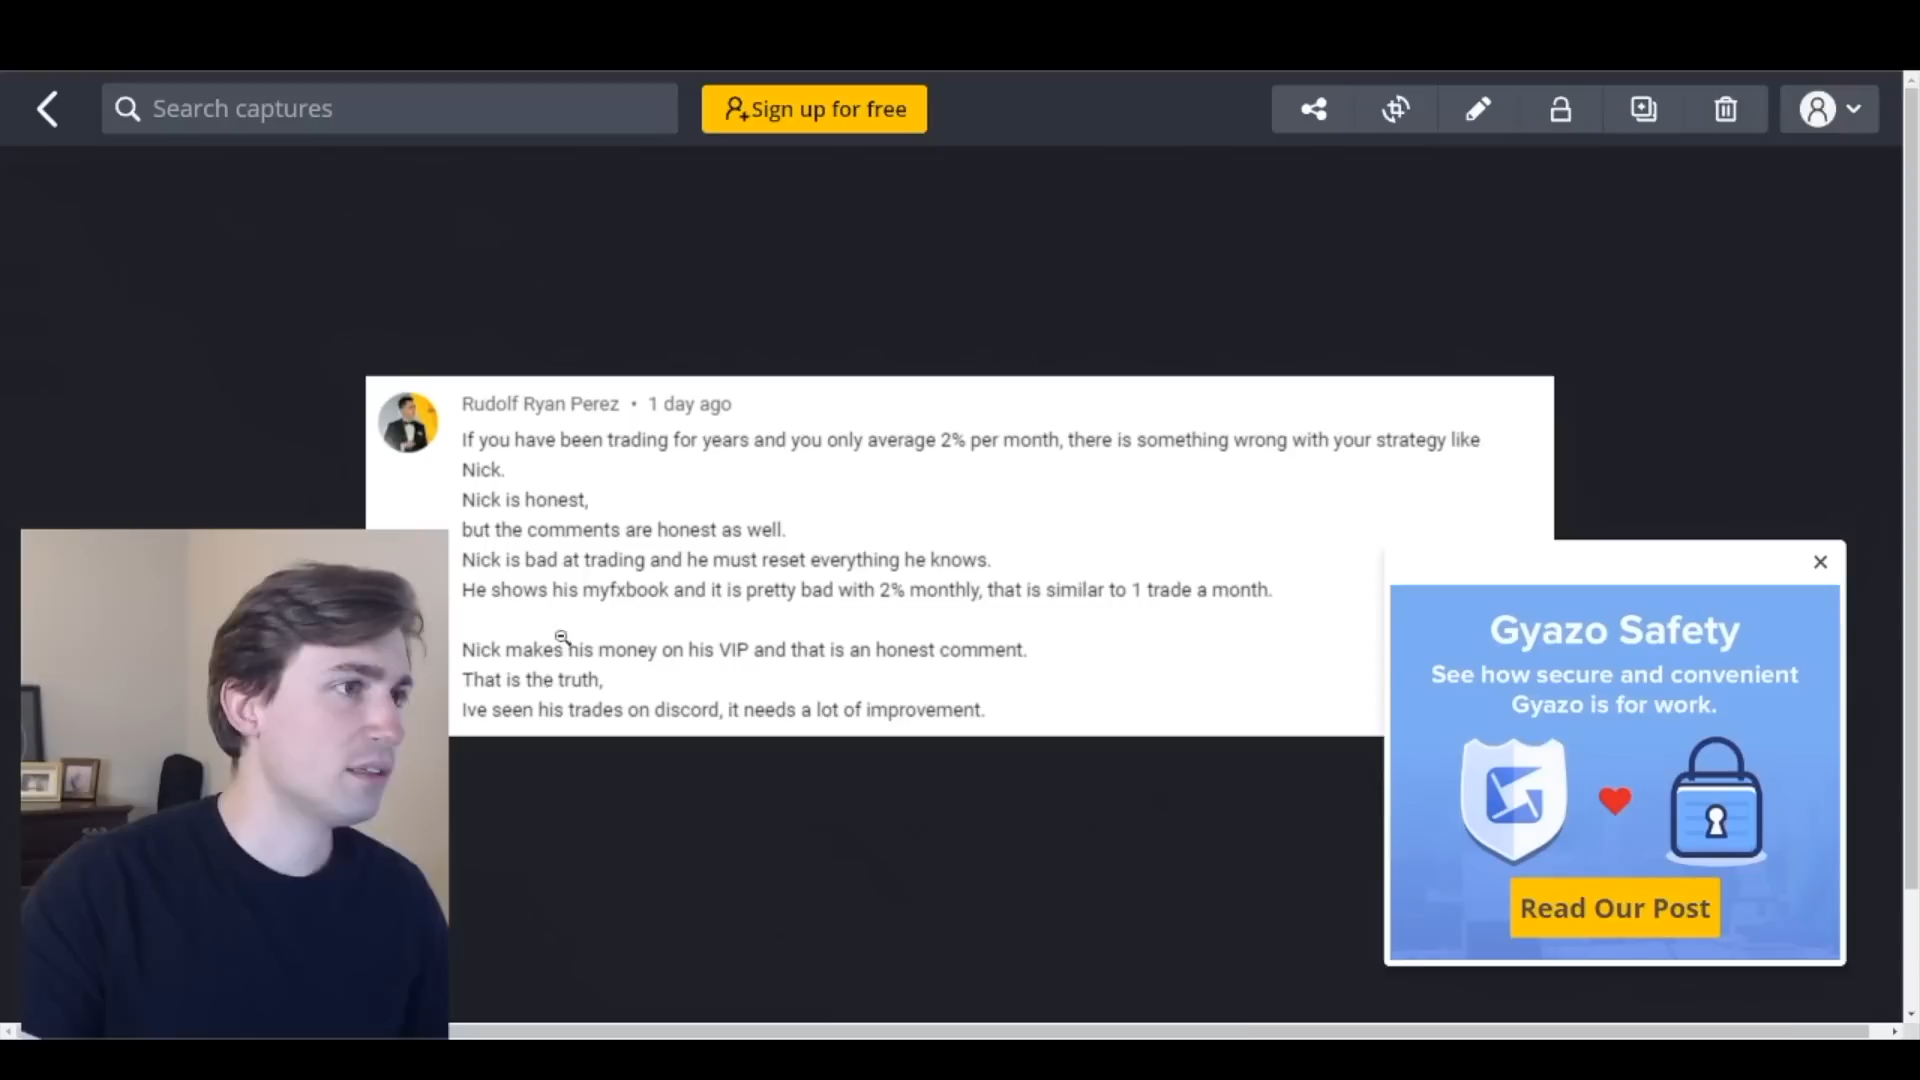 Search captures
Sign up for free
Rudolf Ryan Perez • 1 day ago
If you have been trading for years and you only average 2% per month, there is something wrong with your strategy like
Nick.
Nick is honest,
but the comments are honest as well.
Nick is bad at trading and he must reset everything he knows.
He shows his myfxbook and it is pretty bad with 2% monthly, that is similar to 1 trade a month.
Nick makes his money on his VIP and that is an honest comment.
That is the truth,
Ive seen his trades on discord, it needs a lot of improvement.
Gyazo Safety
See how secure and convenient
Gyazo is for work.
Read Our Post